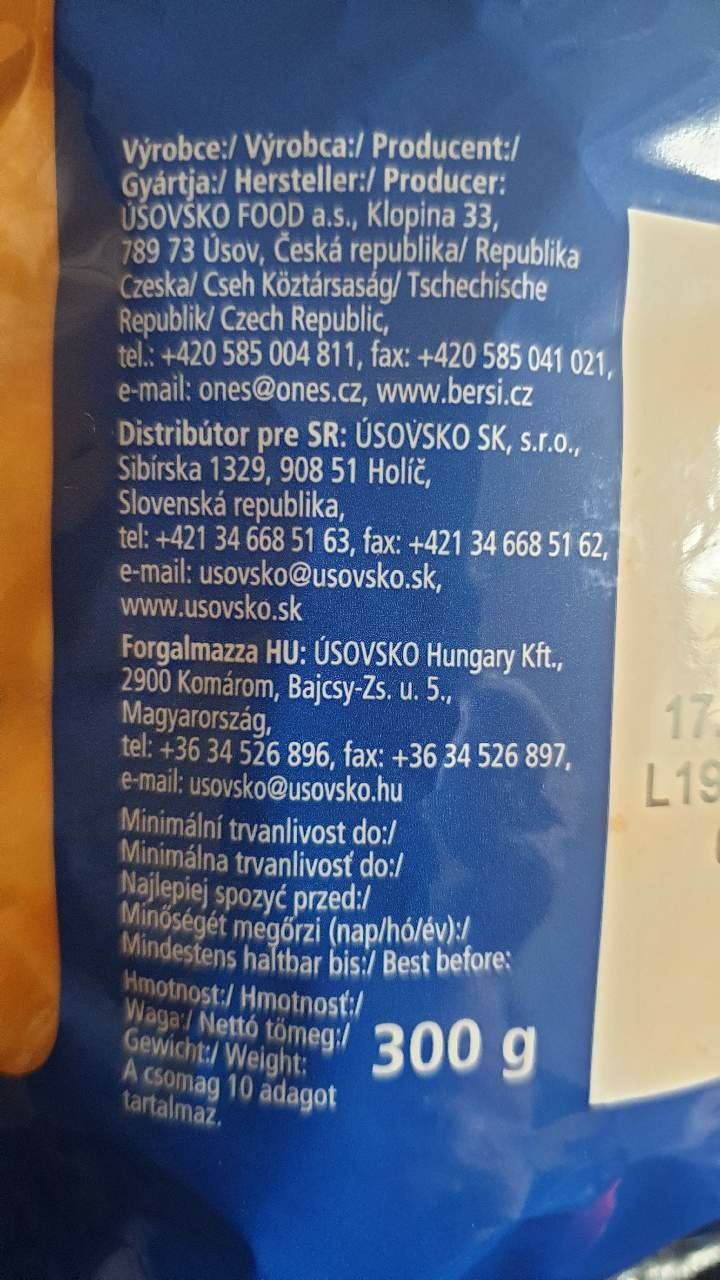 Výrobce:/ Výrobca:/ Producent:/
Gyártja:/ Hersteller:/ Producer:
ÚSOVSKO FOOD a.s., Klopina 33,
789 73 Úsov, Česká republika/ Republika
Czeska/ Cseh Köztársaság/ Tschechische
Republik/ Czech Republic,
tel.: +420 585 004 811, fax: +420 585 041 021,
e-mail: ones@ones.cz, www.bersi.cz
Distribútor pre SR: ÚSOVSKO SK, s.r.o.,
Sibírska 1329, 908 51 Holíč,
Slovenská republika,
tel: +421 34 668 51 63, fax: +421 34 668 51 62,
e-mail: usovsko@usovsko.sk,
www.usovsko.sk
Forgalmazza HU: ÚSOVSKO Hungary Kft.,
2900 Komárom, Bajcsy-Zs. u. 5.,
Magyarország,
tel: +36 34 526 896, fax: +36 34 526 897,
e-mail: usovsko@usovsko.hu
Minimální trvanlivost do:/
Minimálna trvanlivosť do:/
Najlepiej spozyć przed:/
Minőségét megőrzi (nap/hó/év):/
Mindestens haltbar bis:/ Best before:
Hmotnost:/ Hmotnosť:/
Waga:/ Nettó tömeg:/
Gewicht:/ Weight:
300 g
A csomag 10 adagot
tartalmaz.
17.
L19